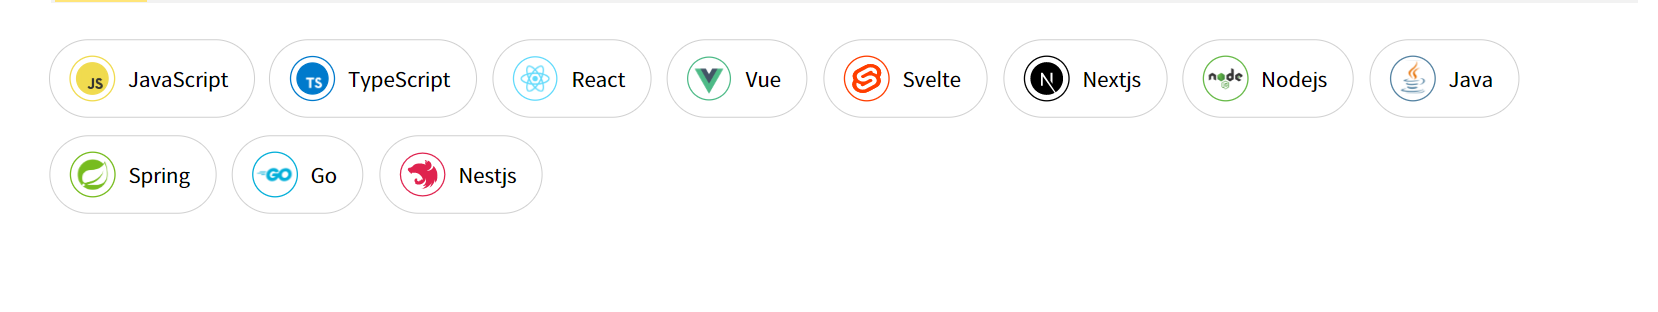 JS JavaScript TS TypeScript React Vue Svelte N Nextjs node Nodejs Java
Spring GO Go Nestjs